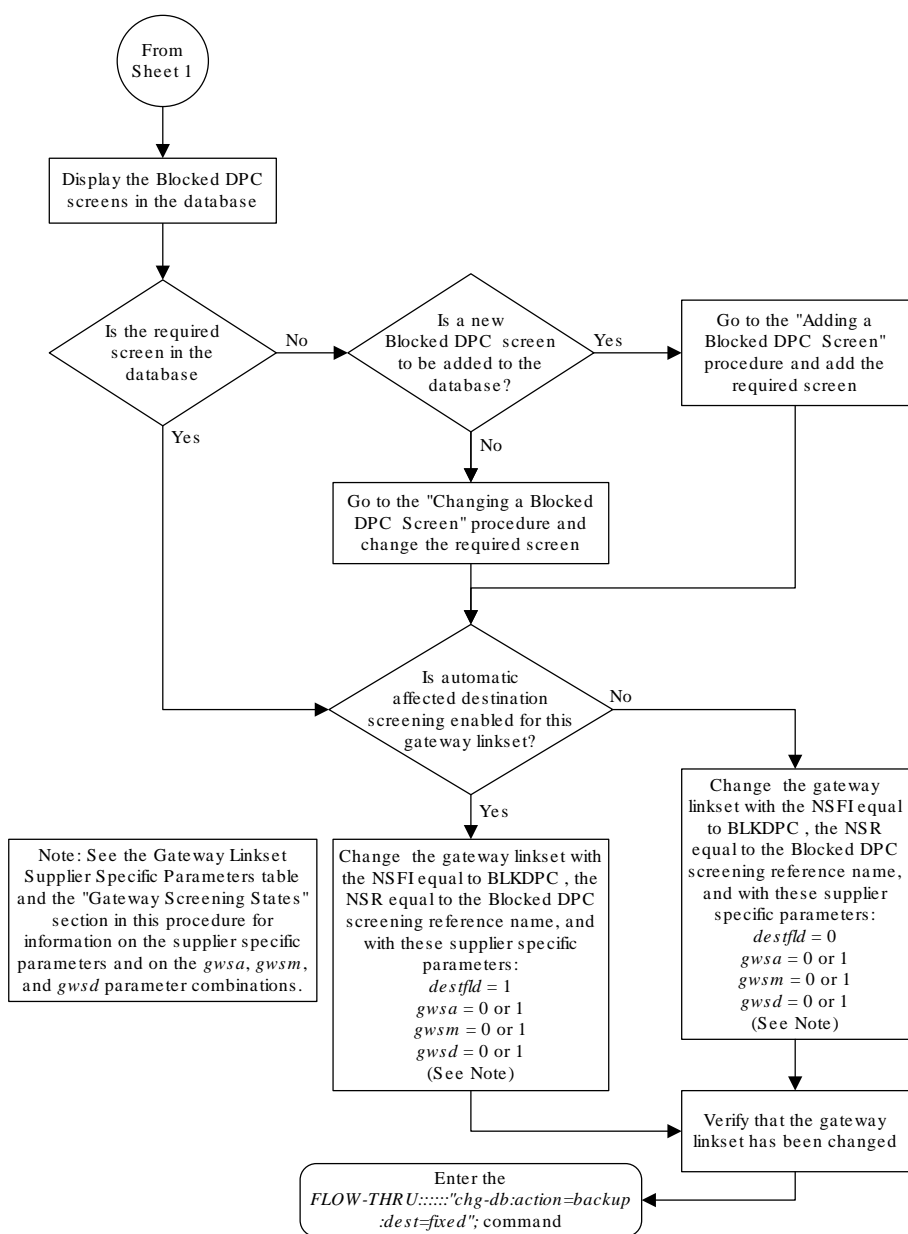 From
Sheet 1
Display the Blocked DPC
screens in the database
Is the required
screen in the
database
No
Yes
Is a new
Blocked DPC screen
to be added to the
database?
Yes
No
Go to the "Adding a
Blocked DPC Screen"
procedure and add the
required screen
Go to the "Changing a Blocked
DPC Screen" procedure and
change the required screen
Is automatic
affected destination
screening enabled for this
gateway linkset?
No
Yes
Note: See the Gateway Linkset
Supplier Specific Parameters table
and the "Gateway Screening States"
section in this procedure for
information on the supplier specific
parameters and on the gwsa, gwsm,
and gwsd parameter combinations.
Change the gateway linkset with
the NSFI equal to BLKDPC , the
NSR equal to the Blocked DPC
screening reference name, and
with these supplier specific
parameters:
destfld = 1
gwsa = 0 or 1
gwsm = 0 or 1
gwsd = 0 or 1
(See Note)
Change the gateway
linkset with the NSFI equal
to BLKDPC , the NSR
equal to the Blocked DPC
screening reference name,
and with these supplier
specific parameters:
destfld = 0
gwsa = 0 or 1
gwsm = 0 or 1
gwsd = 0 or 1
(See Note)
Verify that the gateway
linkset has been changed
Enter the
FLOW-THRU::::::"chg-db:action=backup
:dest=fixed"; command